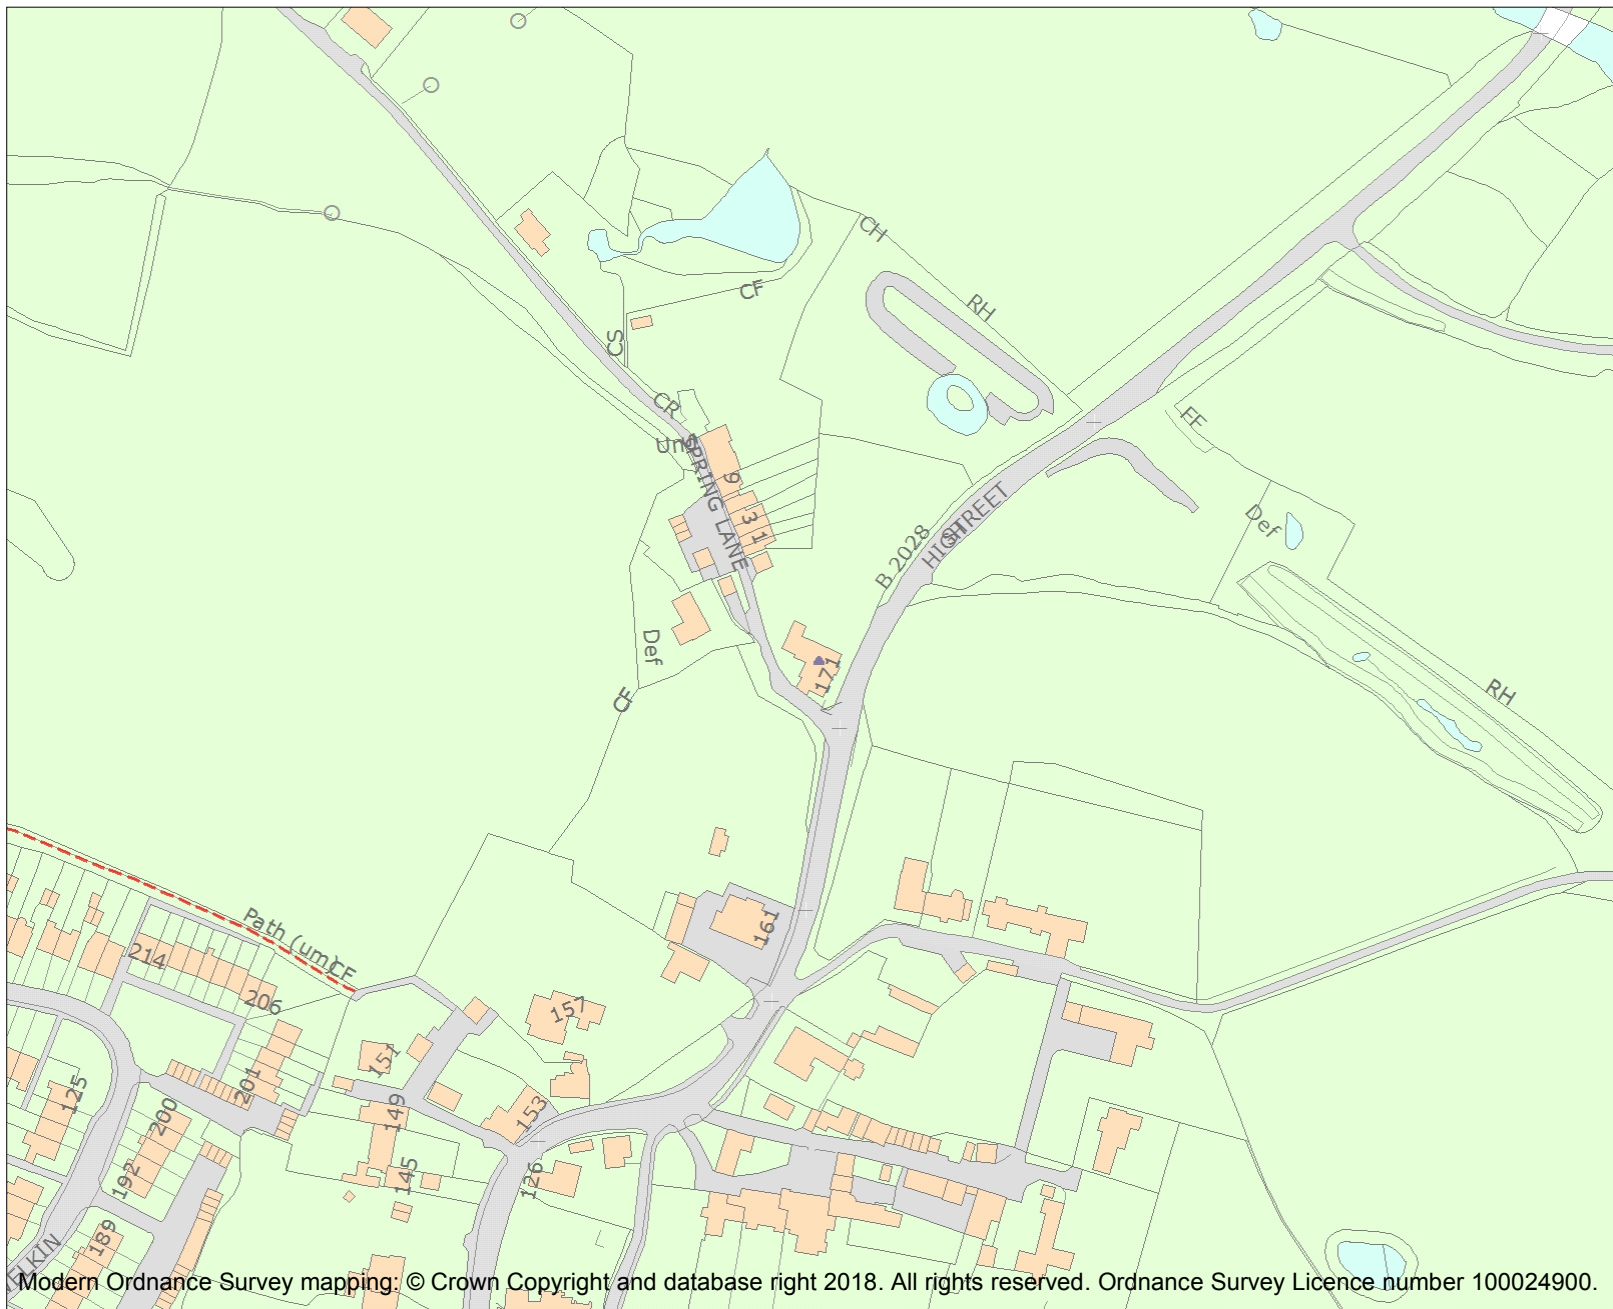 CH
CF
RH
CS
CR
FF
SPRING LANE
9
3
1
B 2028
HIGH STREET
Def
Def
CF
171
RH
161
Path (um)
CF
214
206
157
151
201
125
200
149
153
192
145
126
189
ELKIN
Modern Ordnance Survey mapping: © Crown Copyright and database right 2018. All rights reserved. Ordnance Survey Licence number 100024900.